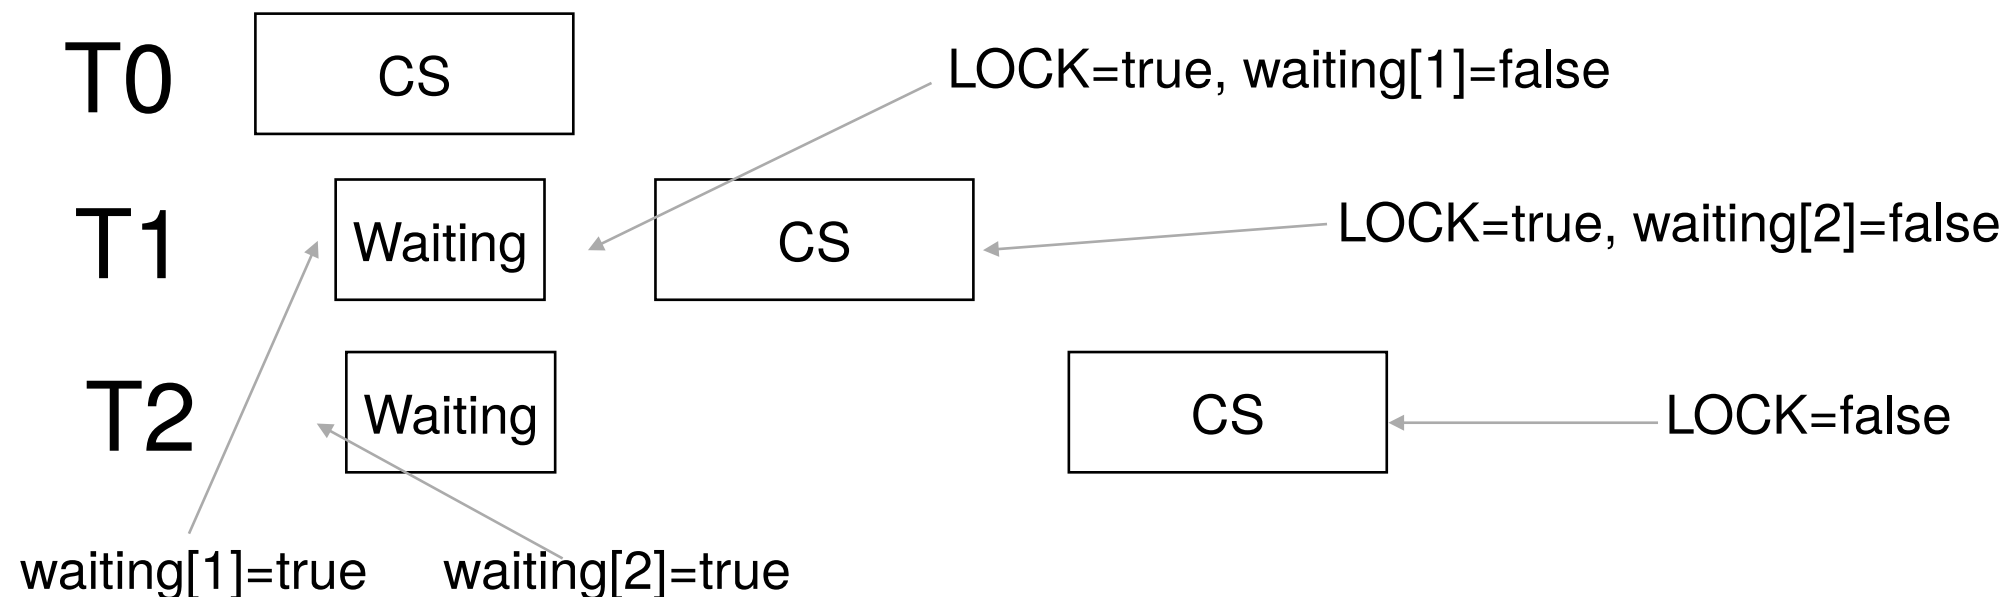 T0
CS
LOCK=true, waiting[1]=false
T1
Waiting
CS
LOCK=true, waiting[2]=false
T2
Waiting
CS
LOCK=false
waiting[1]=true
waiting[2]=true